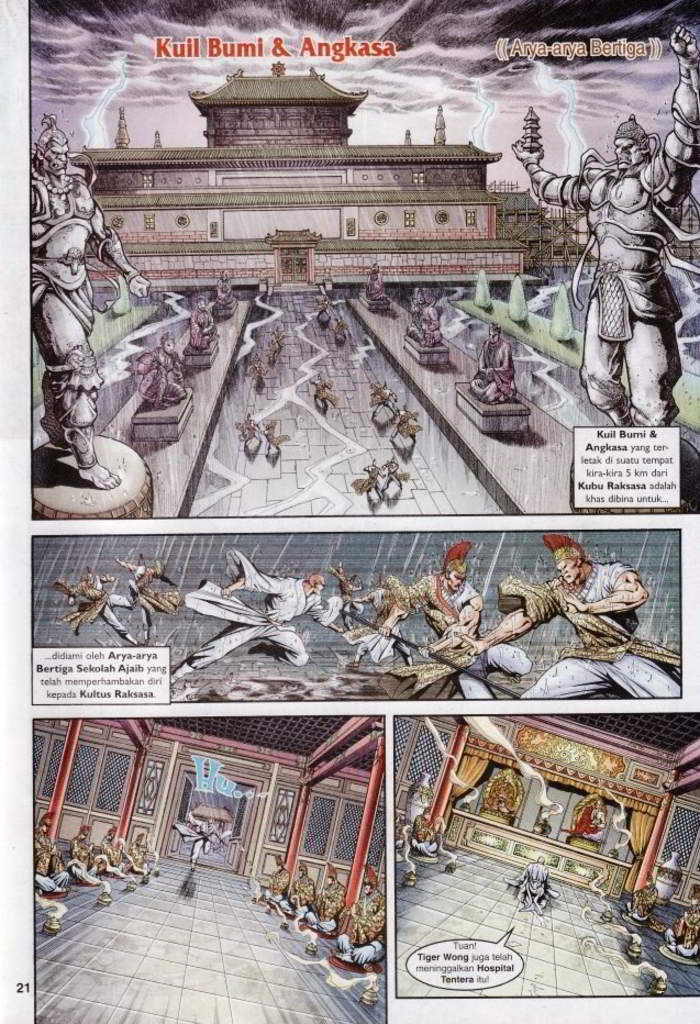 Kuil Bumi & Angkasa
((Arya-arya Bertiga))
Kuil Bumi &
Angkasa yang ter-
letak di suatu tempat
kira-kira 5 km dari
Kubu Raksasa adalah
khas dibina untuk...
...didiami oleh Arya-arya
Bertiga Sekolah Ajaib yang
telah memperhambakan diri
kepada Kultus Raksasa.
Hu...
Tuan!
Tiger Wong juga telah
meninggalkan Hospital
Tentera itu!
21